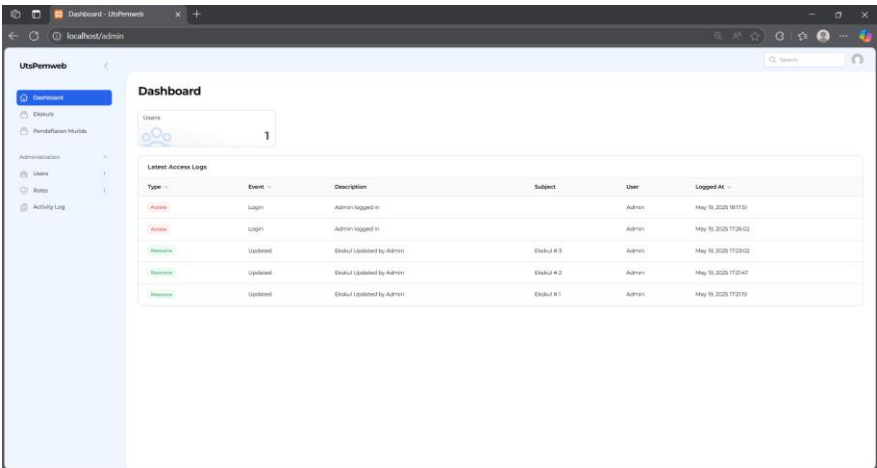 Dashboard - UtsPemweb
localhost/admin
UtsPemweb
Search
Dashboard
Ekskuls
Pendaftaran Murids
Administration
Users 1
Roles 1
Activity Log
Dashboard
Users
1
Latest Access Logs
Type Event Description Subject User Logged At
Access Login Admin logged in Admin May 19, 2025 18:17:51
Access Login Admin logged in Admin May 19, 2025 17:26:02
Resource Updated Ekskul Updated by Admin Ekskul # 3 Admin May 19, 2025 17:23:02
Resource Updated Ekskul Updated by Admin Ekskul # 2 Admin May 19, 2025 17:21:47
Resource Updated Ekskul Updated by Admin Ekskul # 1 Admin May 19, 2025 17:21:19